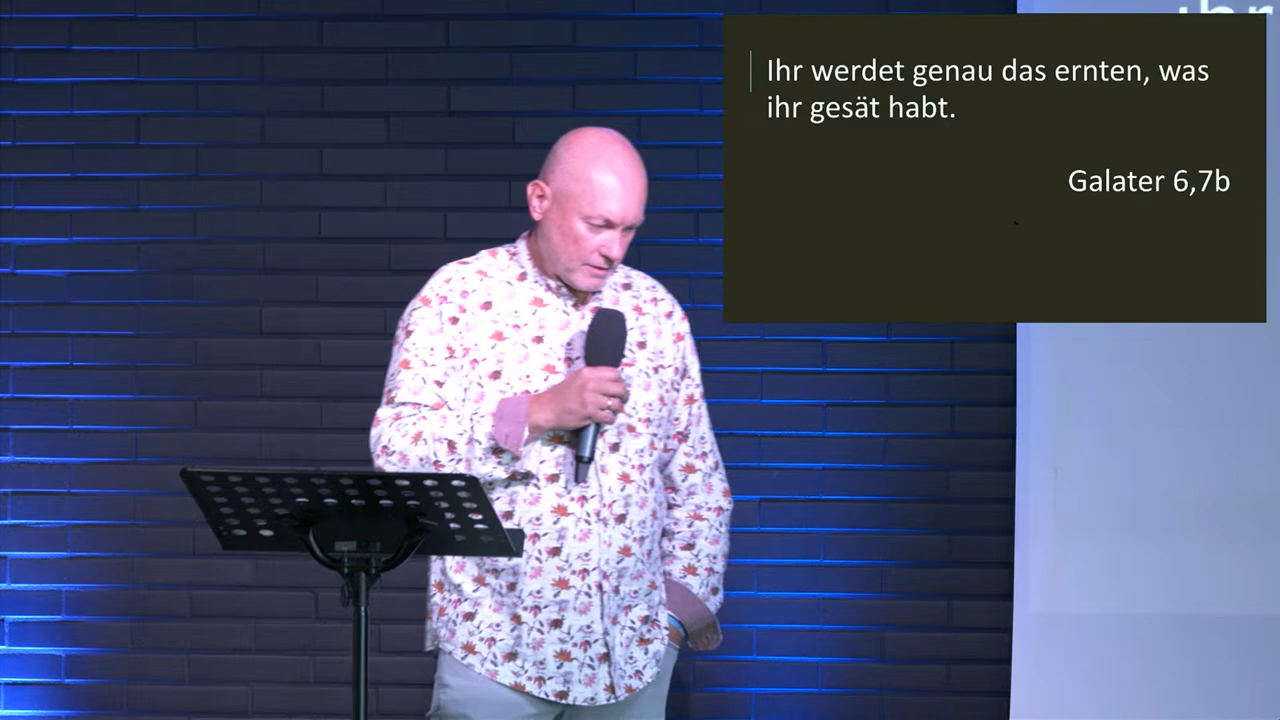 Ihr werdet genau das ernten, was
ihr gesät habt.
Galater 6,7b